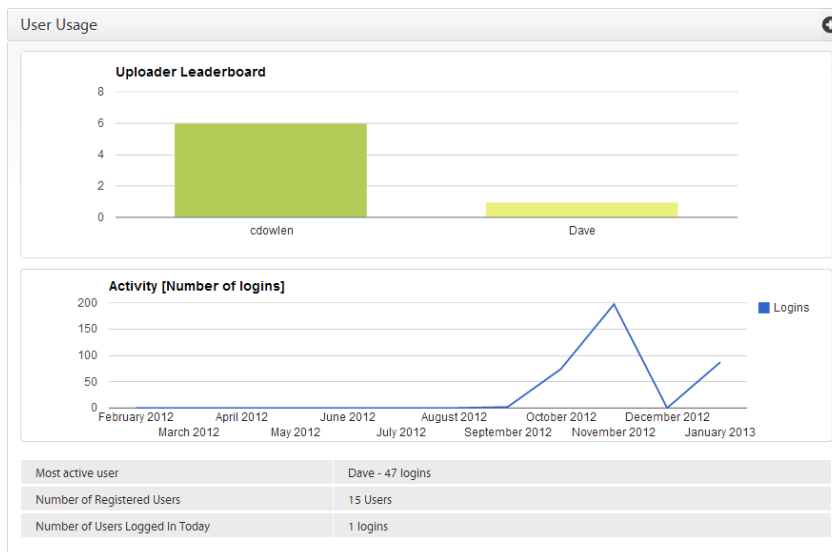 User Usage
Uploader Leaderboard
8
6
4
2
0
cdowlen Dave
Activity [Number of logins]
200
150
100
50
0
Logins
February 2012 April 2012 June 2012 August 2012 October 2012 December 2012
March 2012 May 2012 July 2012 September 2012 November 2012 January 2013
Most active user Dave - 47 logins
Number of Registered Users 15 Users
Number of Users Logged In Today 1 logins